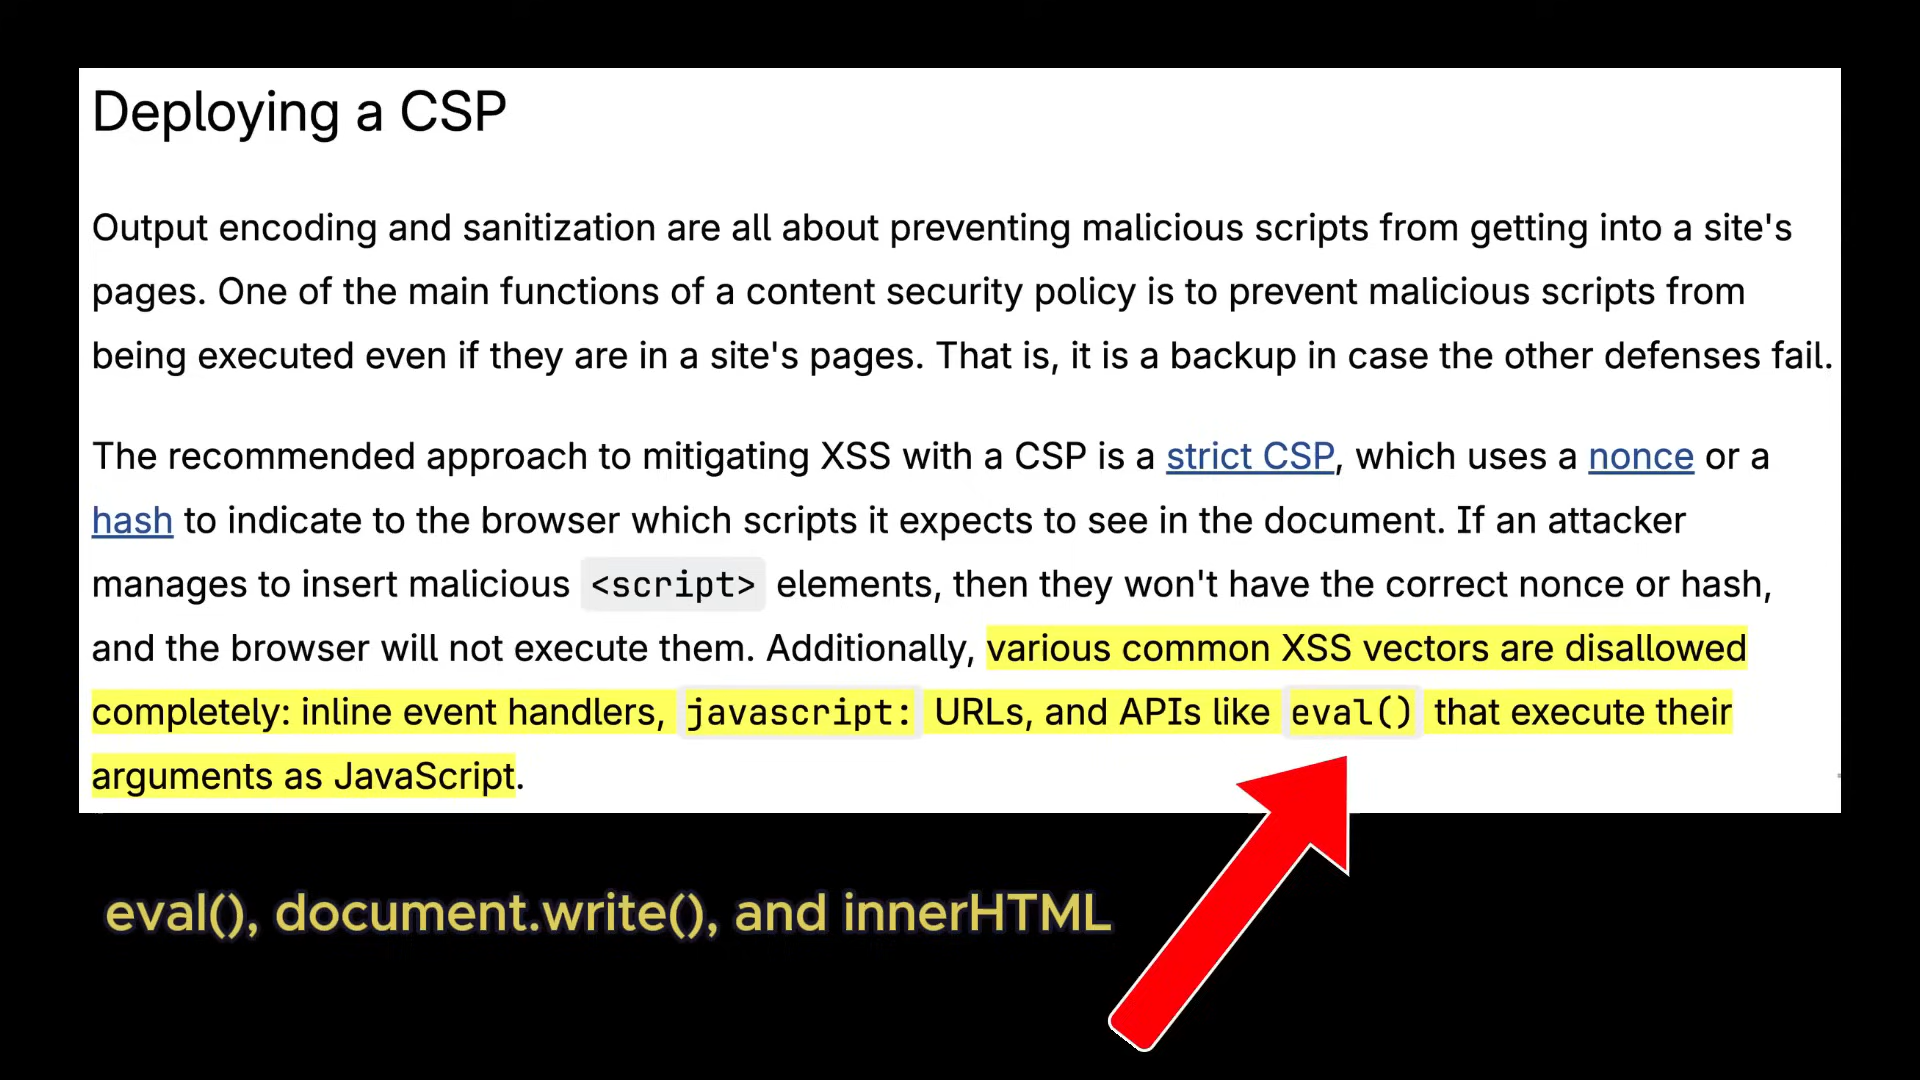 Deploying a CSP
Output encoding and sanitization are all about preventing malicious scripts from getting into a site's
pages. One of the main functions of a content security policy is to prevent malicious scripts from
being executed even if they are in a site's pages. That is, it is a backup in case the other defenses fail.
The recommended approach to mitigating XSS with a CSP is a strict CSP, which uses a nonce or a
hash to indicate to the browser which scripts it expects to see in the document. If an attacker
manages to insert malicious <script> elements, then they won't have the correct nonce or hash,
and the browser will not execute them. Additionally, various common XSS vectors are disallowed
completely: inline event handlers, javascript: URLs, and APIs like eval() that execute their
arguments as JavaScript.
eval(), document.write(), and innerHTML